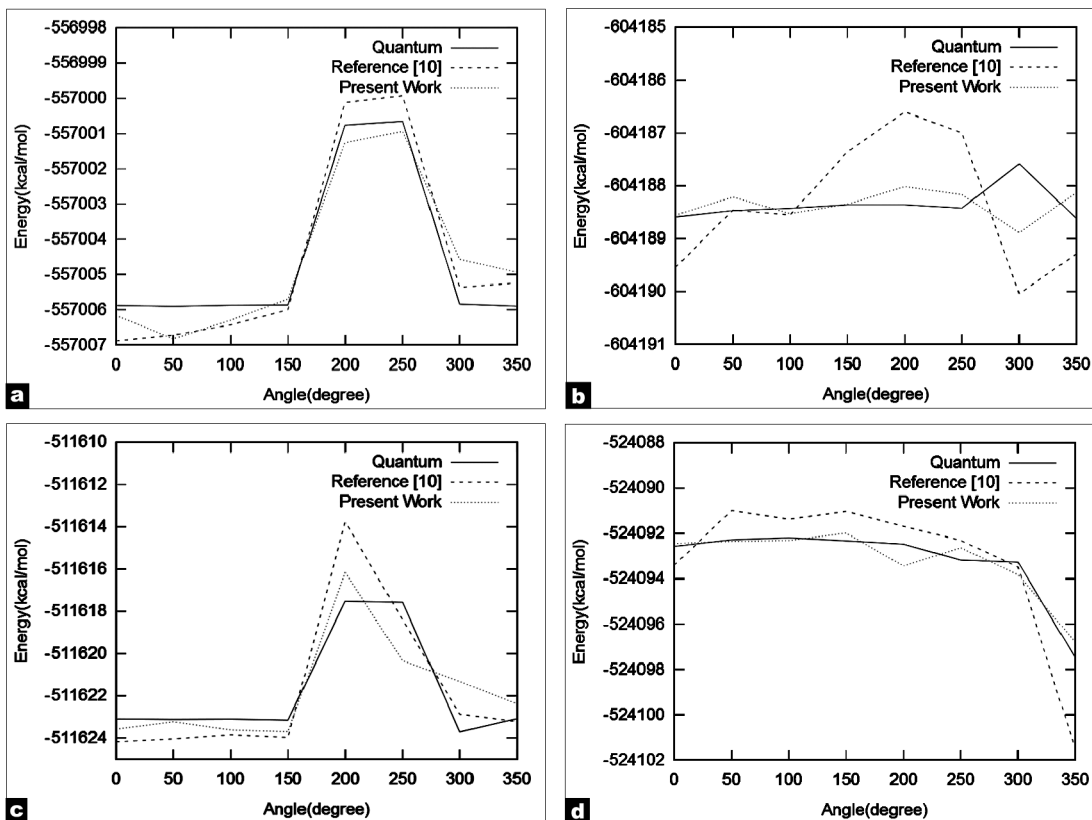 -556998
-556999
-557000
-557001
-557002
-557003
-557004
-557005
-557006
-557007
Energy(kcal/mol)
Quantum
Reference [10]
Present Work
0 50 100 150 200 250 300 350
Angle(degree)
a
-604185
-604186
-604187
-604188
-604189
-604190
-604191
Energy(kcal/mol)
Quantum
Reference [10]
Present Work
0 50 100 150 200 250 300 350
Angle(degree)
b
-511610
-511612
-511614
-511616
-511618
-511620
-511622
-511624
Energy(kcal/mol)
Quantum
Reference [10]
Present Work
0 50 100 150 200 250 300 350
Angle(degree)
c
-524088
-524090
-524092
-524094
-524096
-524098
-524100
-524102
Energy(kcal/mol)
Quantum
Reference [10]
Present Work
0 50 100 150 200 250 300 350
Angle(degree)
d